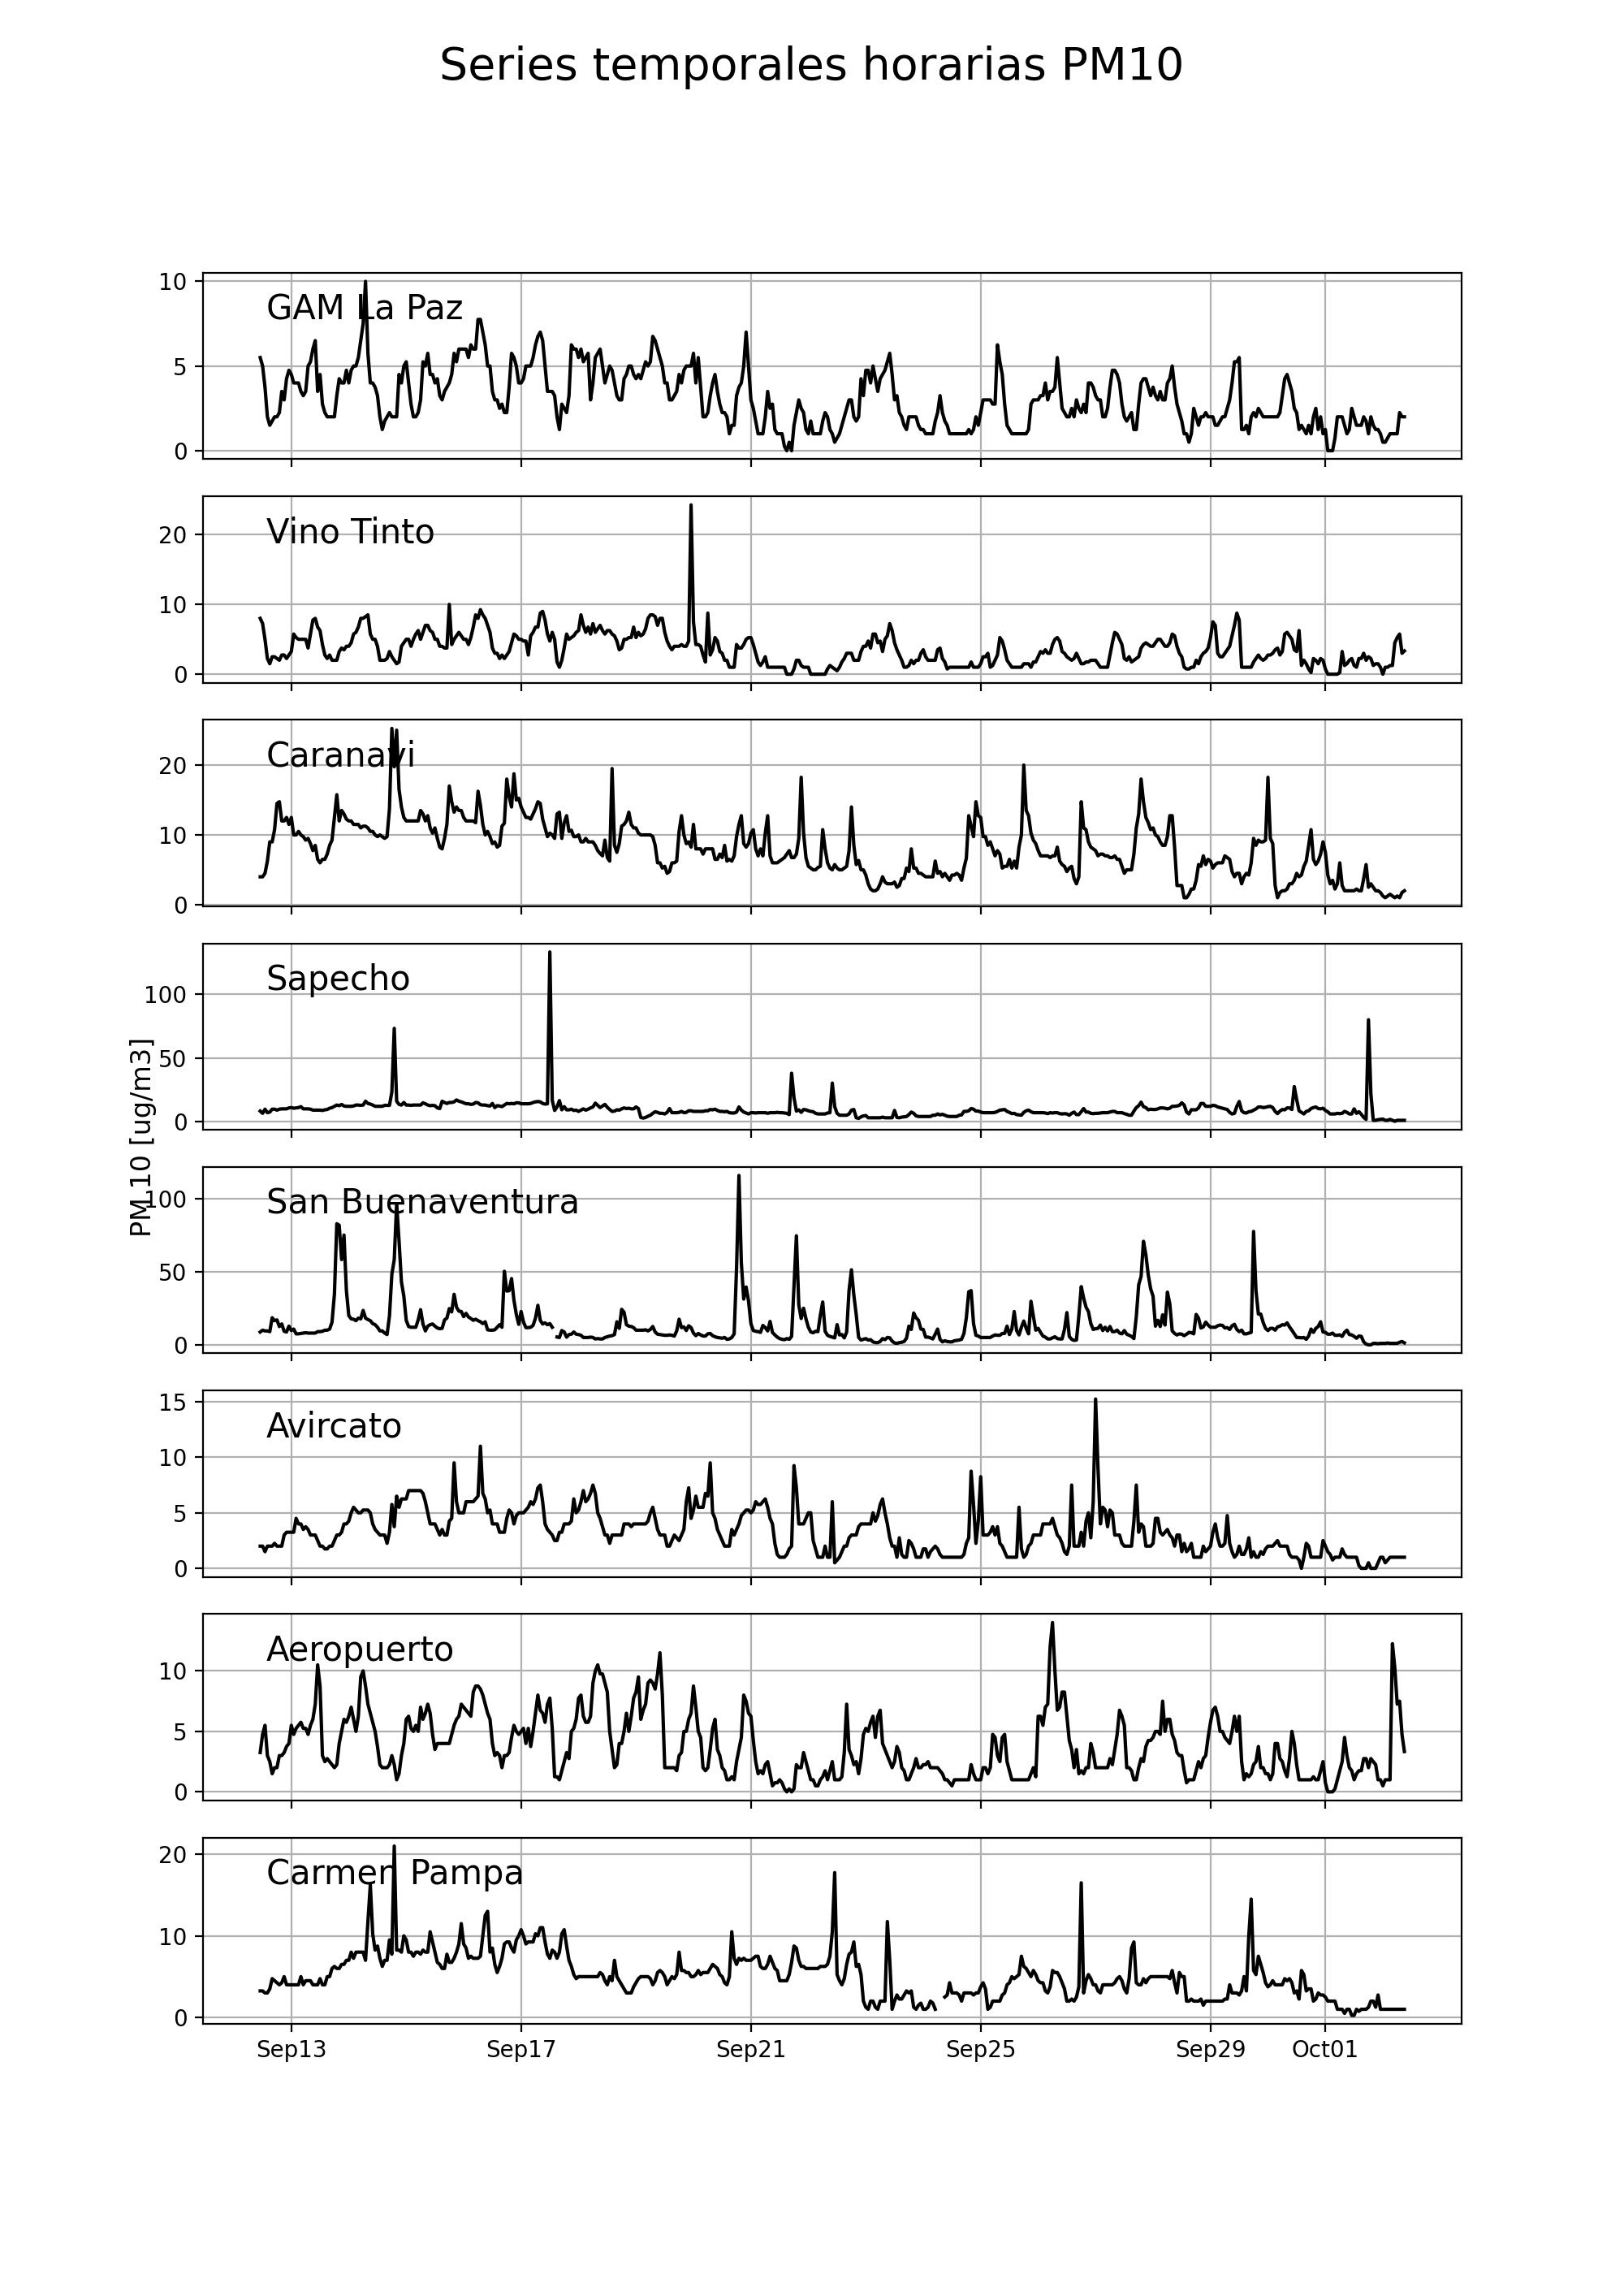 Series temporales horarias PM10
PM 10 [ug/m3]
GAM La Paz
10
5
0
Vino Tinto
20
10
0
Caranavi
20
10
0
Sapecho
100
50
0
San Buenaventura
100
50
0
Avircato
15
10
5
0
Aeropuerto
10
5
0
Carmen Pampa
20
10
0
Sep13 Sep17 Sep21 Sep25 Sep29 Oct01